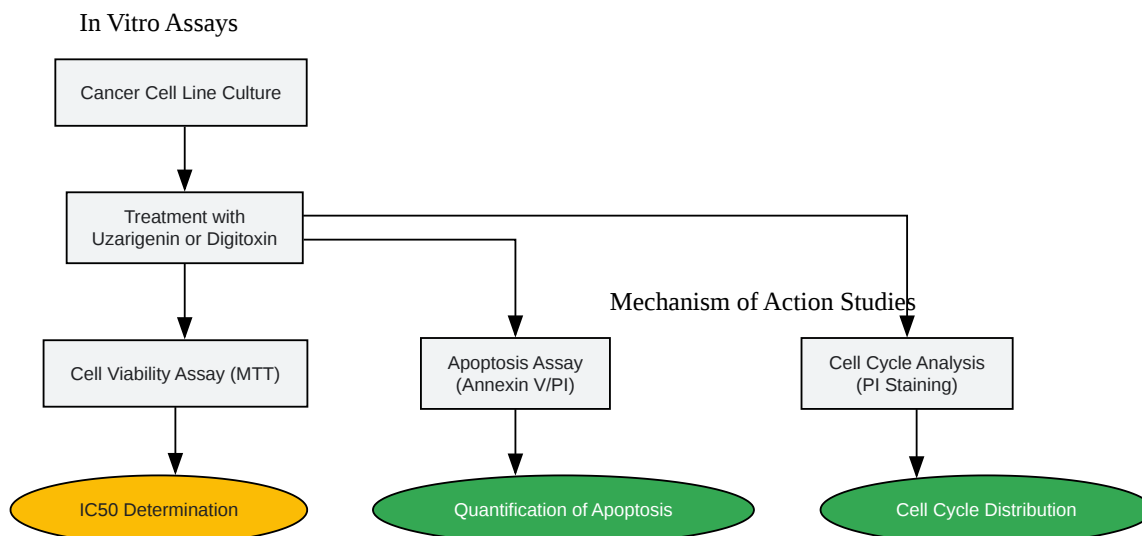 In Vitro Assays
Cancer Cell Line Culture
Treatment with
Uzarigenin or Digitoxin
Mechanism of Action Studies
Cell Viability Assay (MTT)
Apoptosis Assay
(Annexin V/PI)
Cell Cycle Analysis
(PI Staining)
IC50 Determination
Quantification of Apoptosis
Cell Cycle Distribution